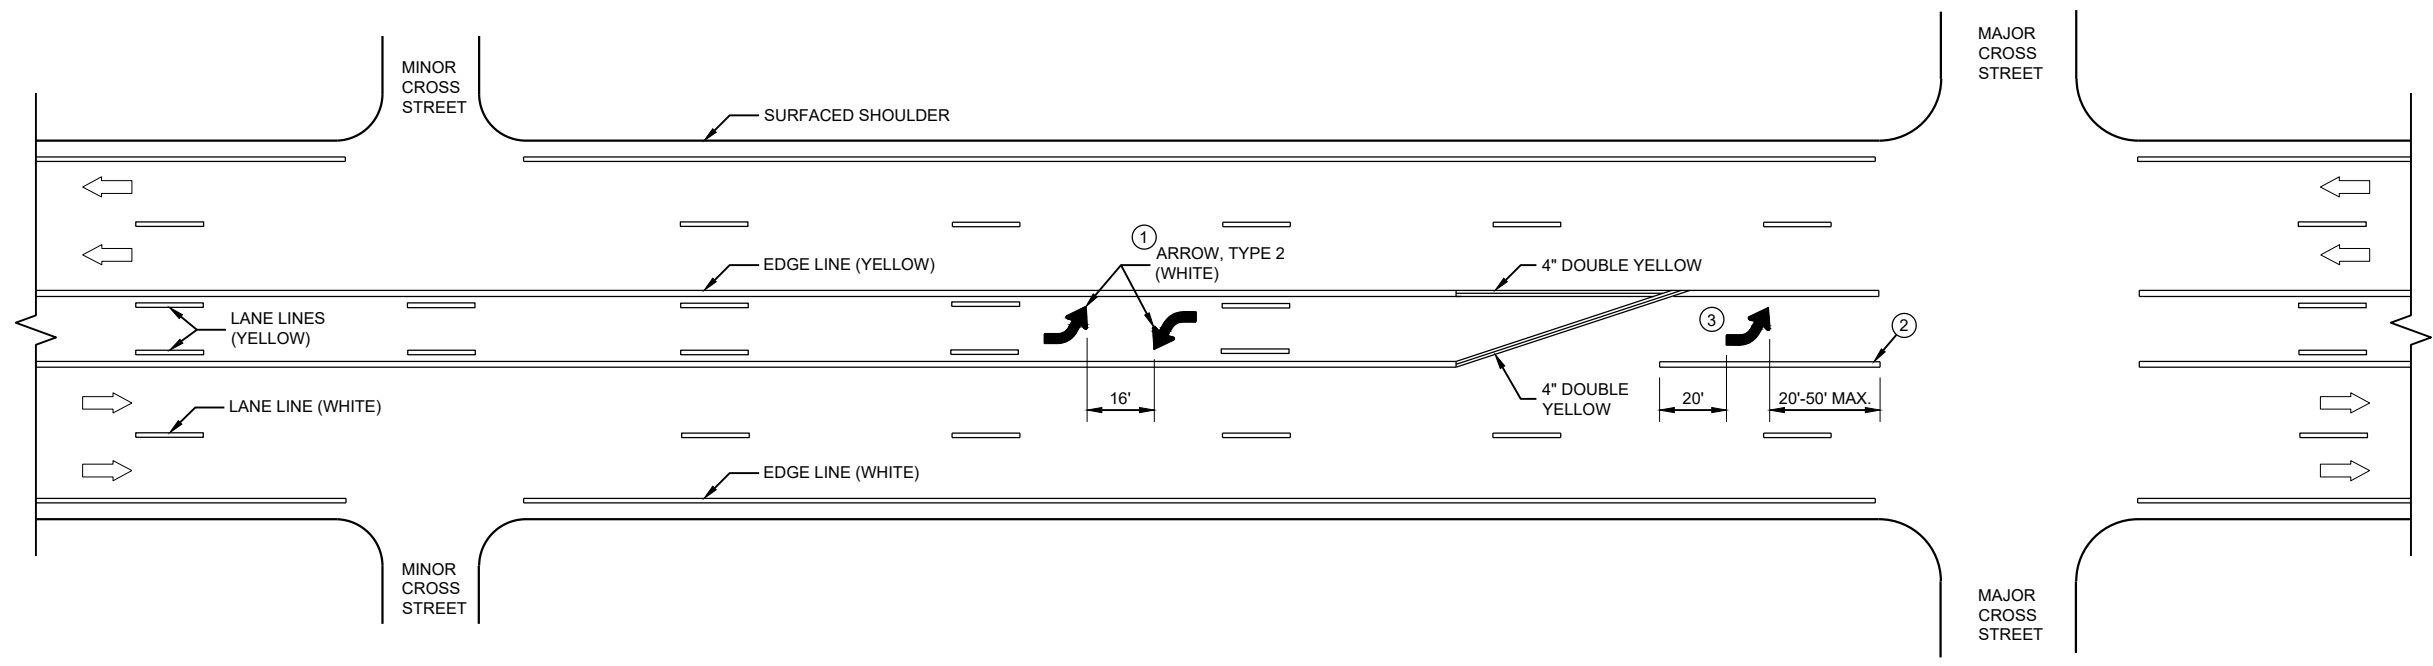 MAJOR
CROSS
STREET
MINOR
CROSS
STREET
SURFACED SHOULDER
1
ARROW, TYPE 2
(WHITE)
EDGE LINE (YELLOW)
4" DOUBLE YELLOW
LANE LINES
(YELLOW)
3
2
LANE LINE (WHITE)
16'
4" DOUBLE
YELLOW
20'
20'-50' MAX.
EDGE LINE (WHITE)
MINOR
CROSS
STREET
MAJOR
CROSS
STREET